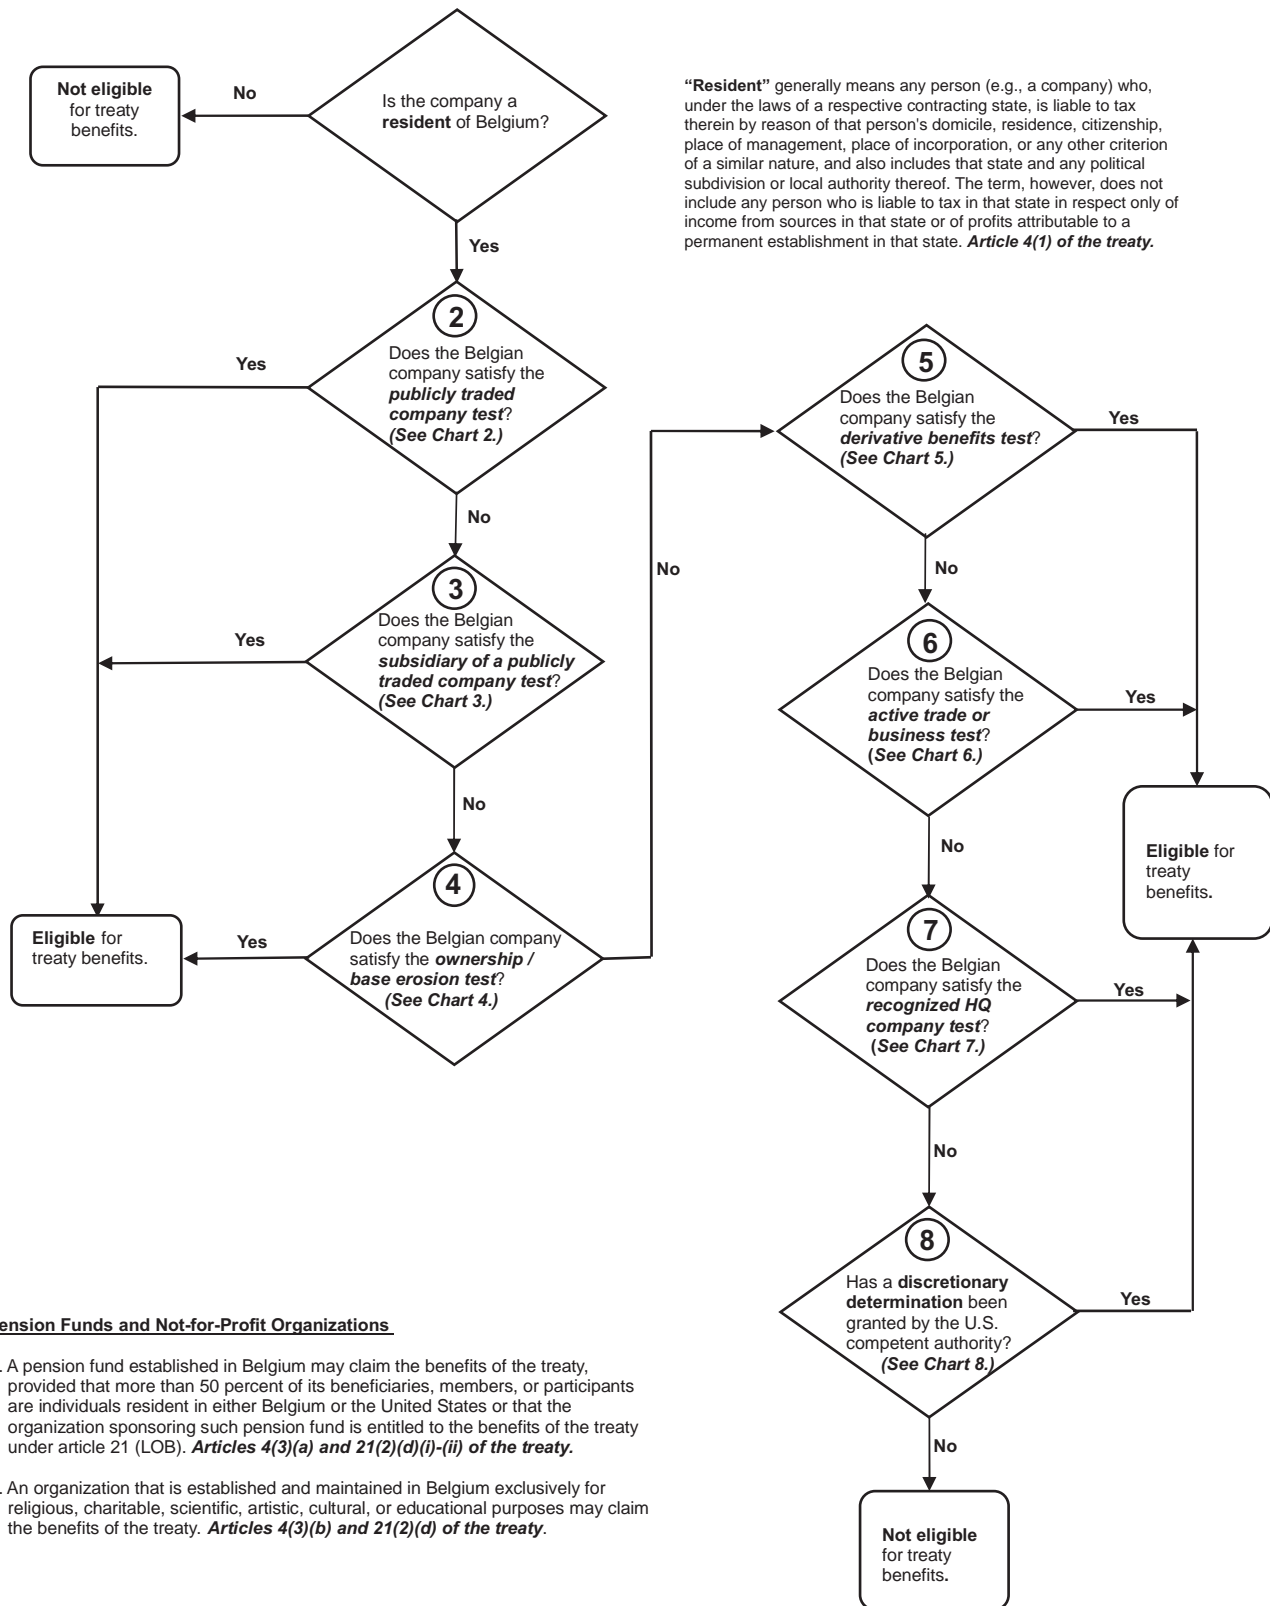 Not eligible
for treaty
benefits.
No
Is the company a
resident of Belgium?
Yes
"Resident" generally means any person (e.g., a company) who,
under the laws of a respective contracting state, is liable to tax
therein by reason of that person's domicile, residence, citizenship,
place of management, place of incorporation, or any other criterion
of a similar nature, and also includes that state and any political
subdivision or local authority thereof. The term, however, does not
include any person who is liable to tax in that state in respect only of
income from sources in that state or of profits attributable to a
permanent establishment in that state. Article 4(1) of the treaty.
2
Does the Belgian
company satisfy the
publicly traded
company test?
(See Chart 2.)
Yes
No
3
Does the Belgian
company satisfy the
subsidiary of a publicly
traded company test?
(See Chart 3.)
Yes
No
4
Does the Belgian company
satisfy the ownership /
base erosion test?
(See Chart 4.)
Yes
Eligible for
treaty benefits.
No
5
Does the Belgian
company satisfy the
derivative benefits test?
(See Chart 5.)
Yes
No
6
Does the Belgian
company satisfy the
active trade or
business test?
(See Chart 6.)
Yes
No
Eligible for
treaty
benefits.
7
Does the Belgian
company satisfy the
recognized HQ
company test?
(See Chart 7.)
Yes
No
8
Has a discretionary
determination been
granted by the U.S.
competent authority?
(See Chart 8.)
Yes
No
Not eligible
for treaty
benefits.
ension Funds and Not-for-Profit Organizations
. A pension fund established in Belgium may claim the benefits of the treaty,
provided that more than 50 percent of its beneficiaries, members, or participants
are individuals resident in either Belgium or the United States or that the
organization sponsoring such pension fund is entitled to the benefits of the treaty
under article 21 (LOB). Articles 4(3)(a) and 21(2)(d)(i)-(ii) of the treaty.
. An organization that is established and maintained in Belgium exclusively for
religious, charitable, scientific, artistic, cultural, or educational purposes may claim
the benefits of the treaty. Articles 4(3)(b) and 21(2)(d) of the treaty.